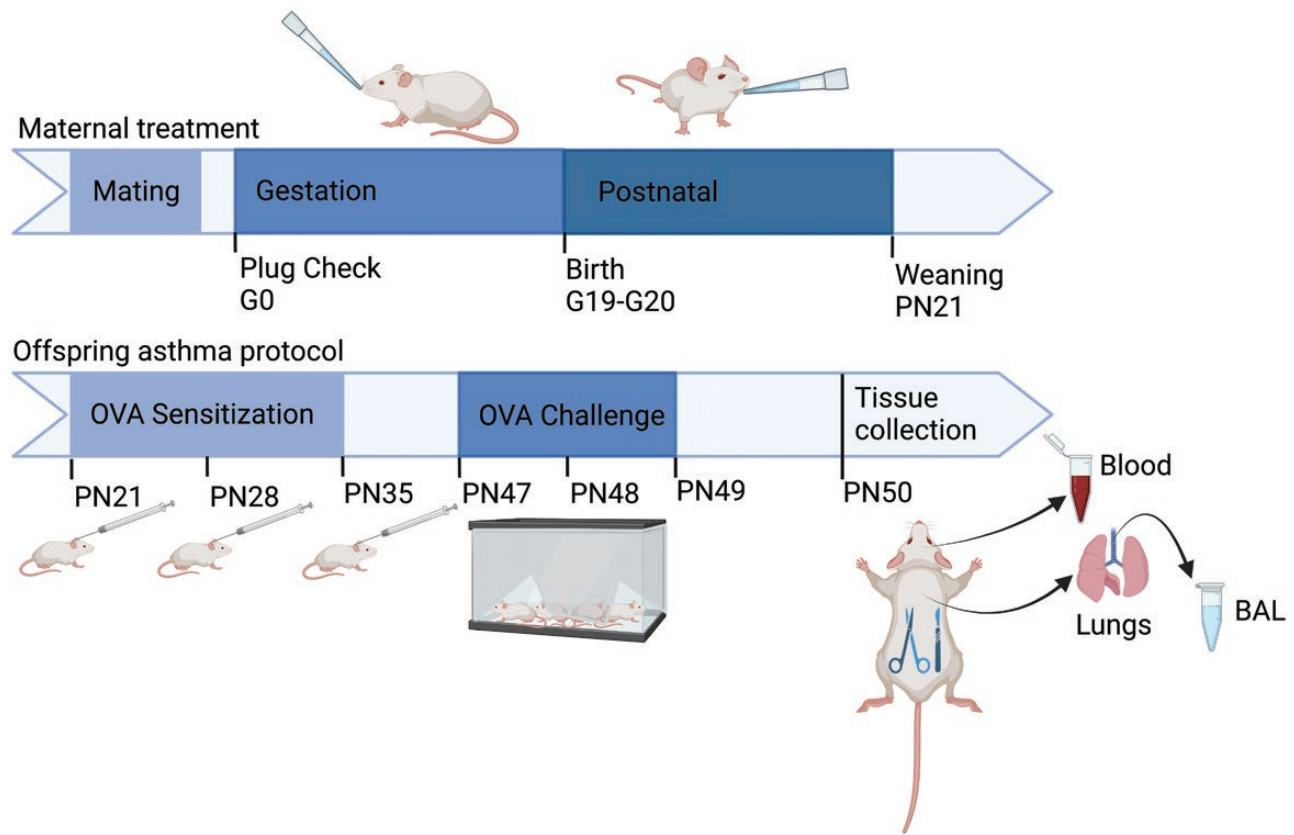 Maternal treatment
Mating
Gestation
Postnatal
Plug Check
G0
Birth
G19-G20
Weaning
PN21
Offspring asthma protocol
OVA Sensitization
OVA Challenge
Tissue
collection
PN21
PN28
PN35
PN47
PN48
PN49
PN50
Blood
Lungs
BAL